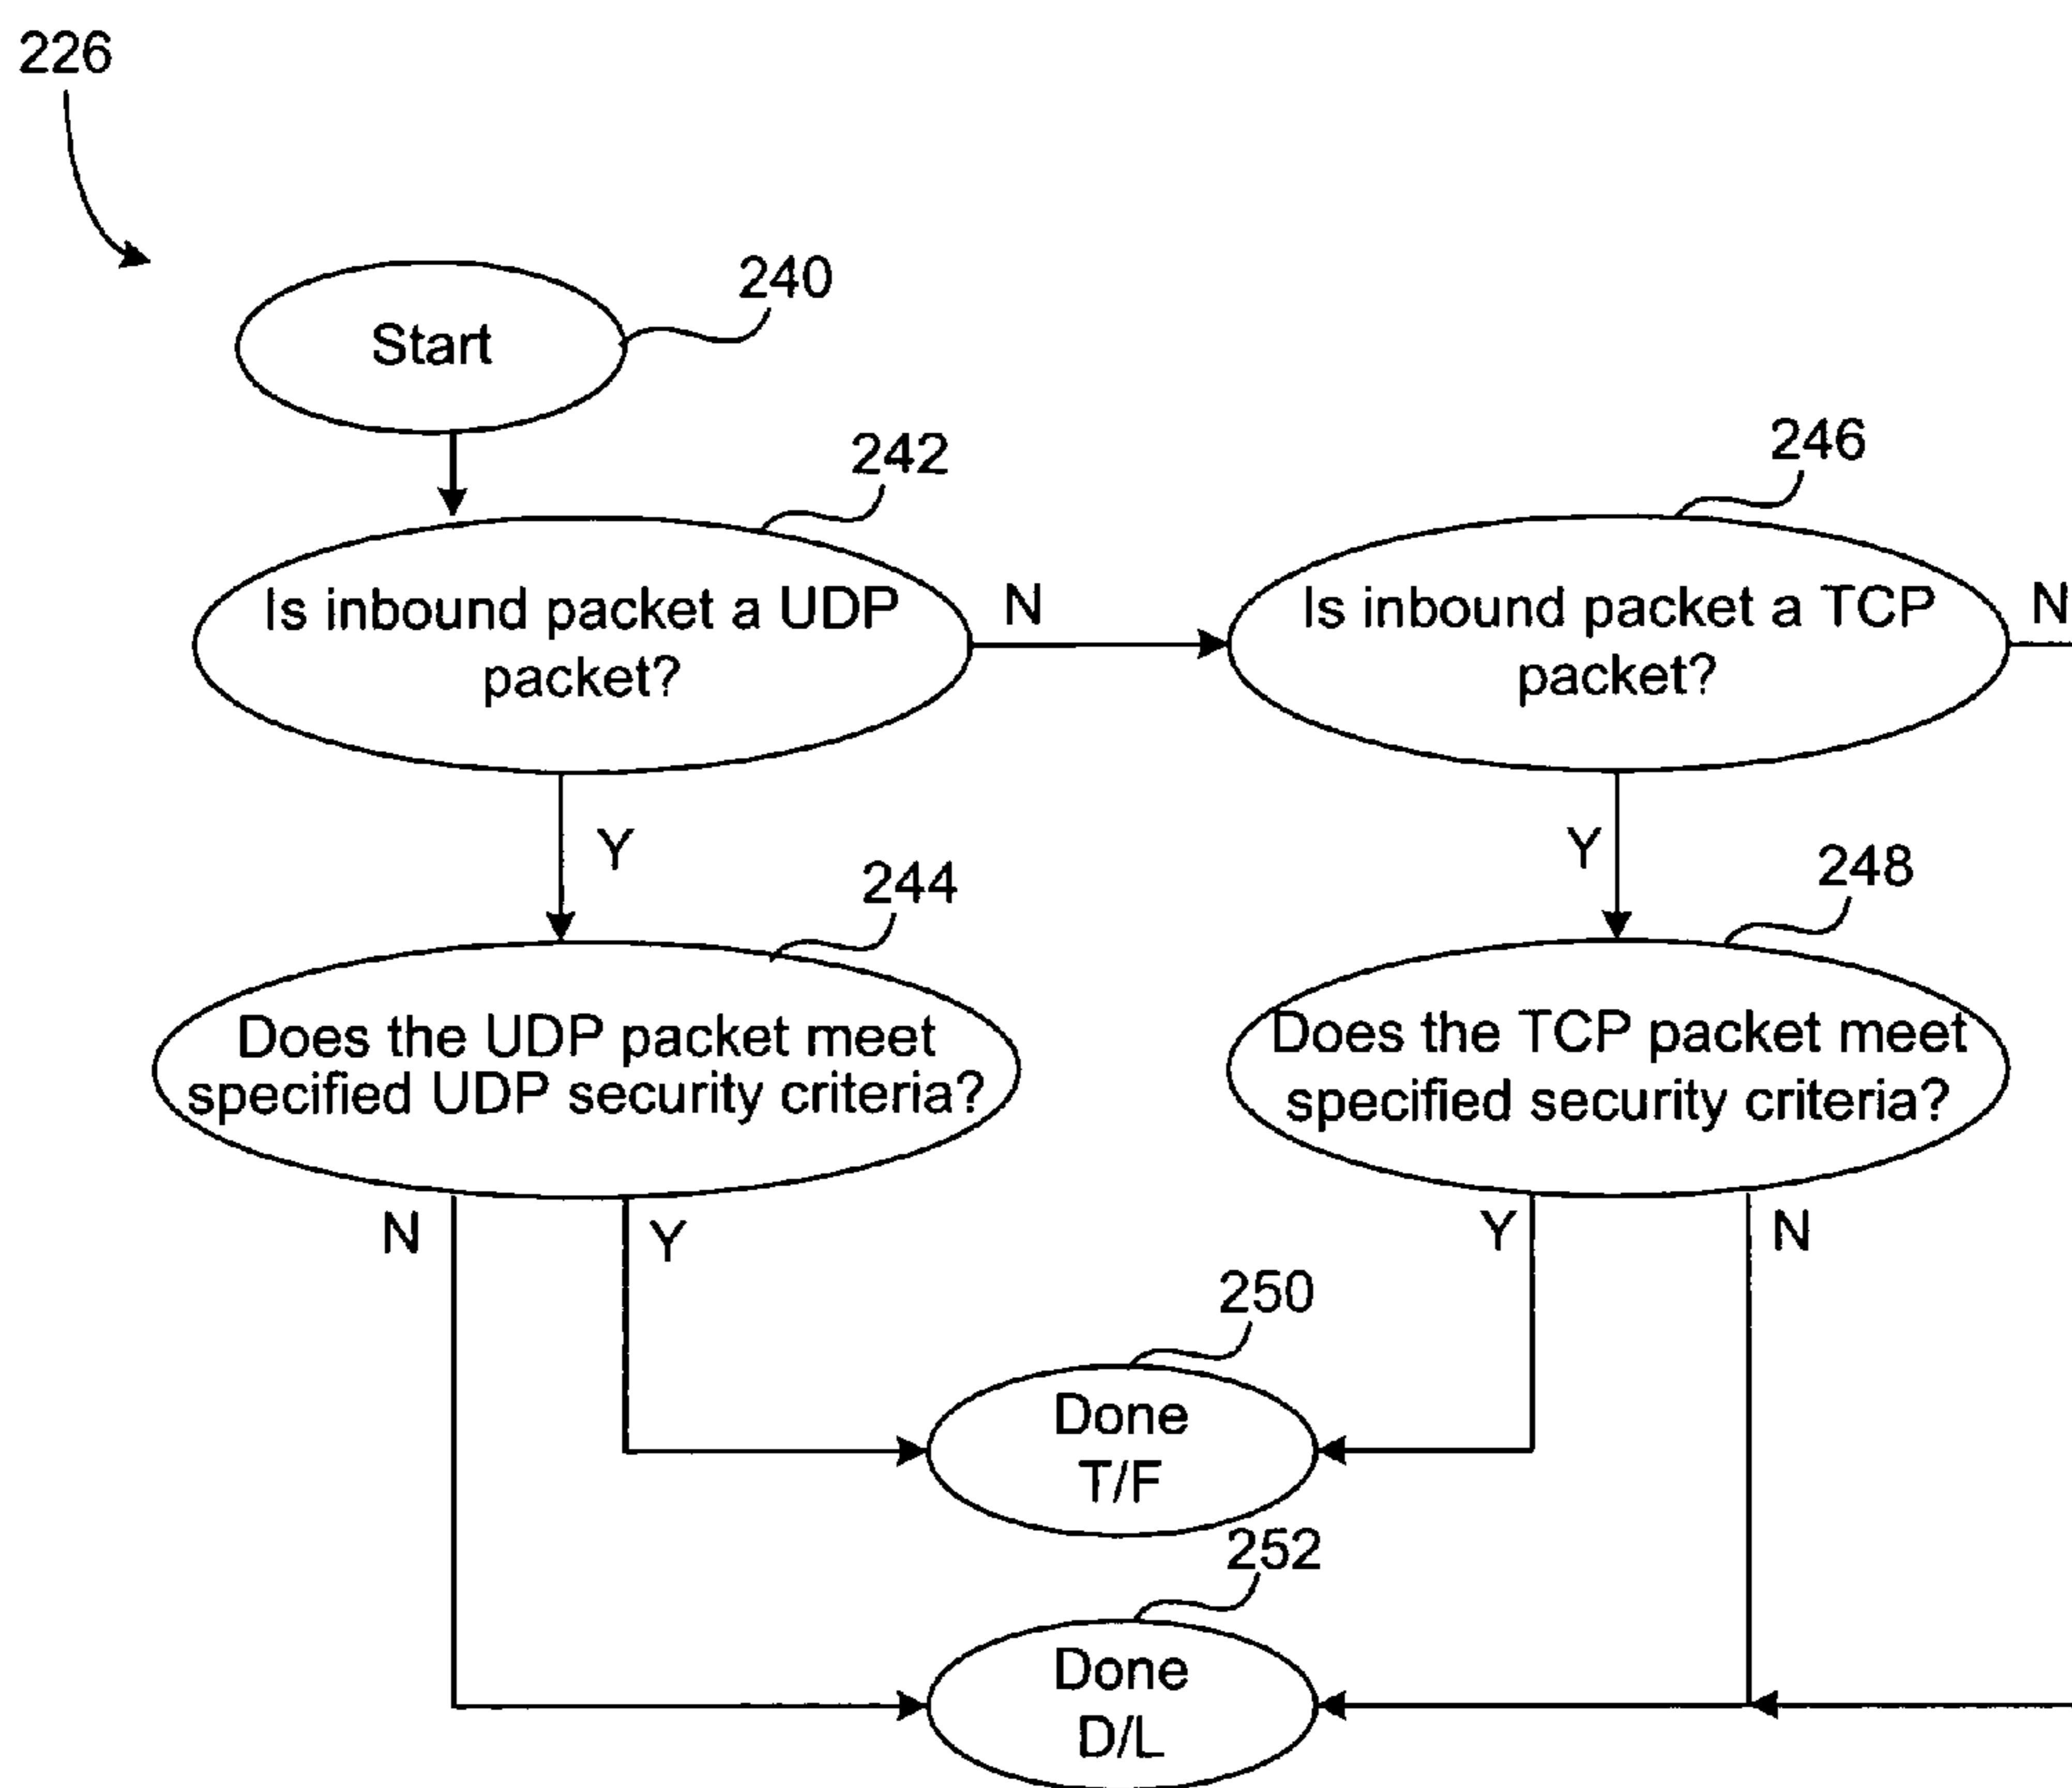 226
240
Start
242
246
Is inbound packet a UDP
packet?
N
Is inbound packet a TCP
packet?
N
Y
Y
244
248
Does the UDP packet meet
specified UDP security criteria?
Does the TCP packet meet
specified security criteria?
N
Y
Y
N
250
Done
T/F
252
Done
D/L